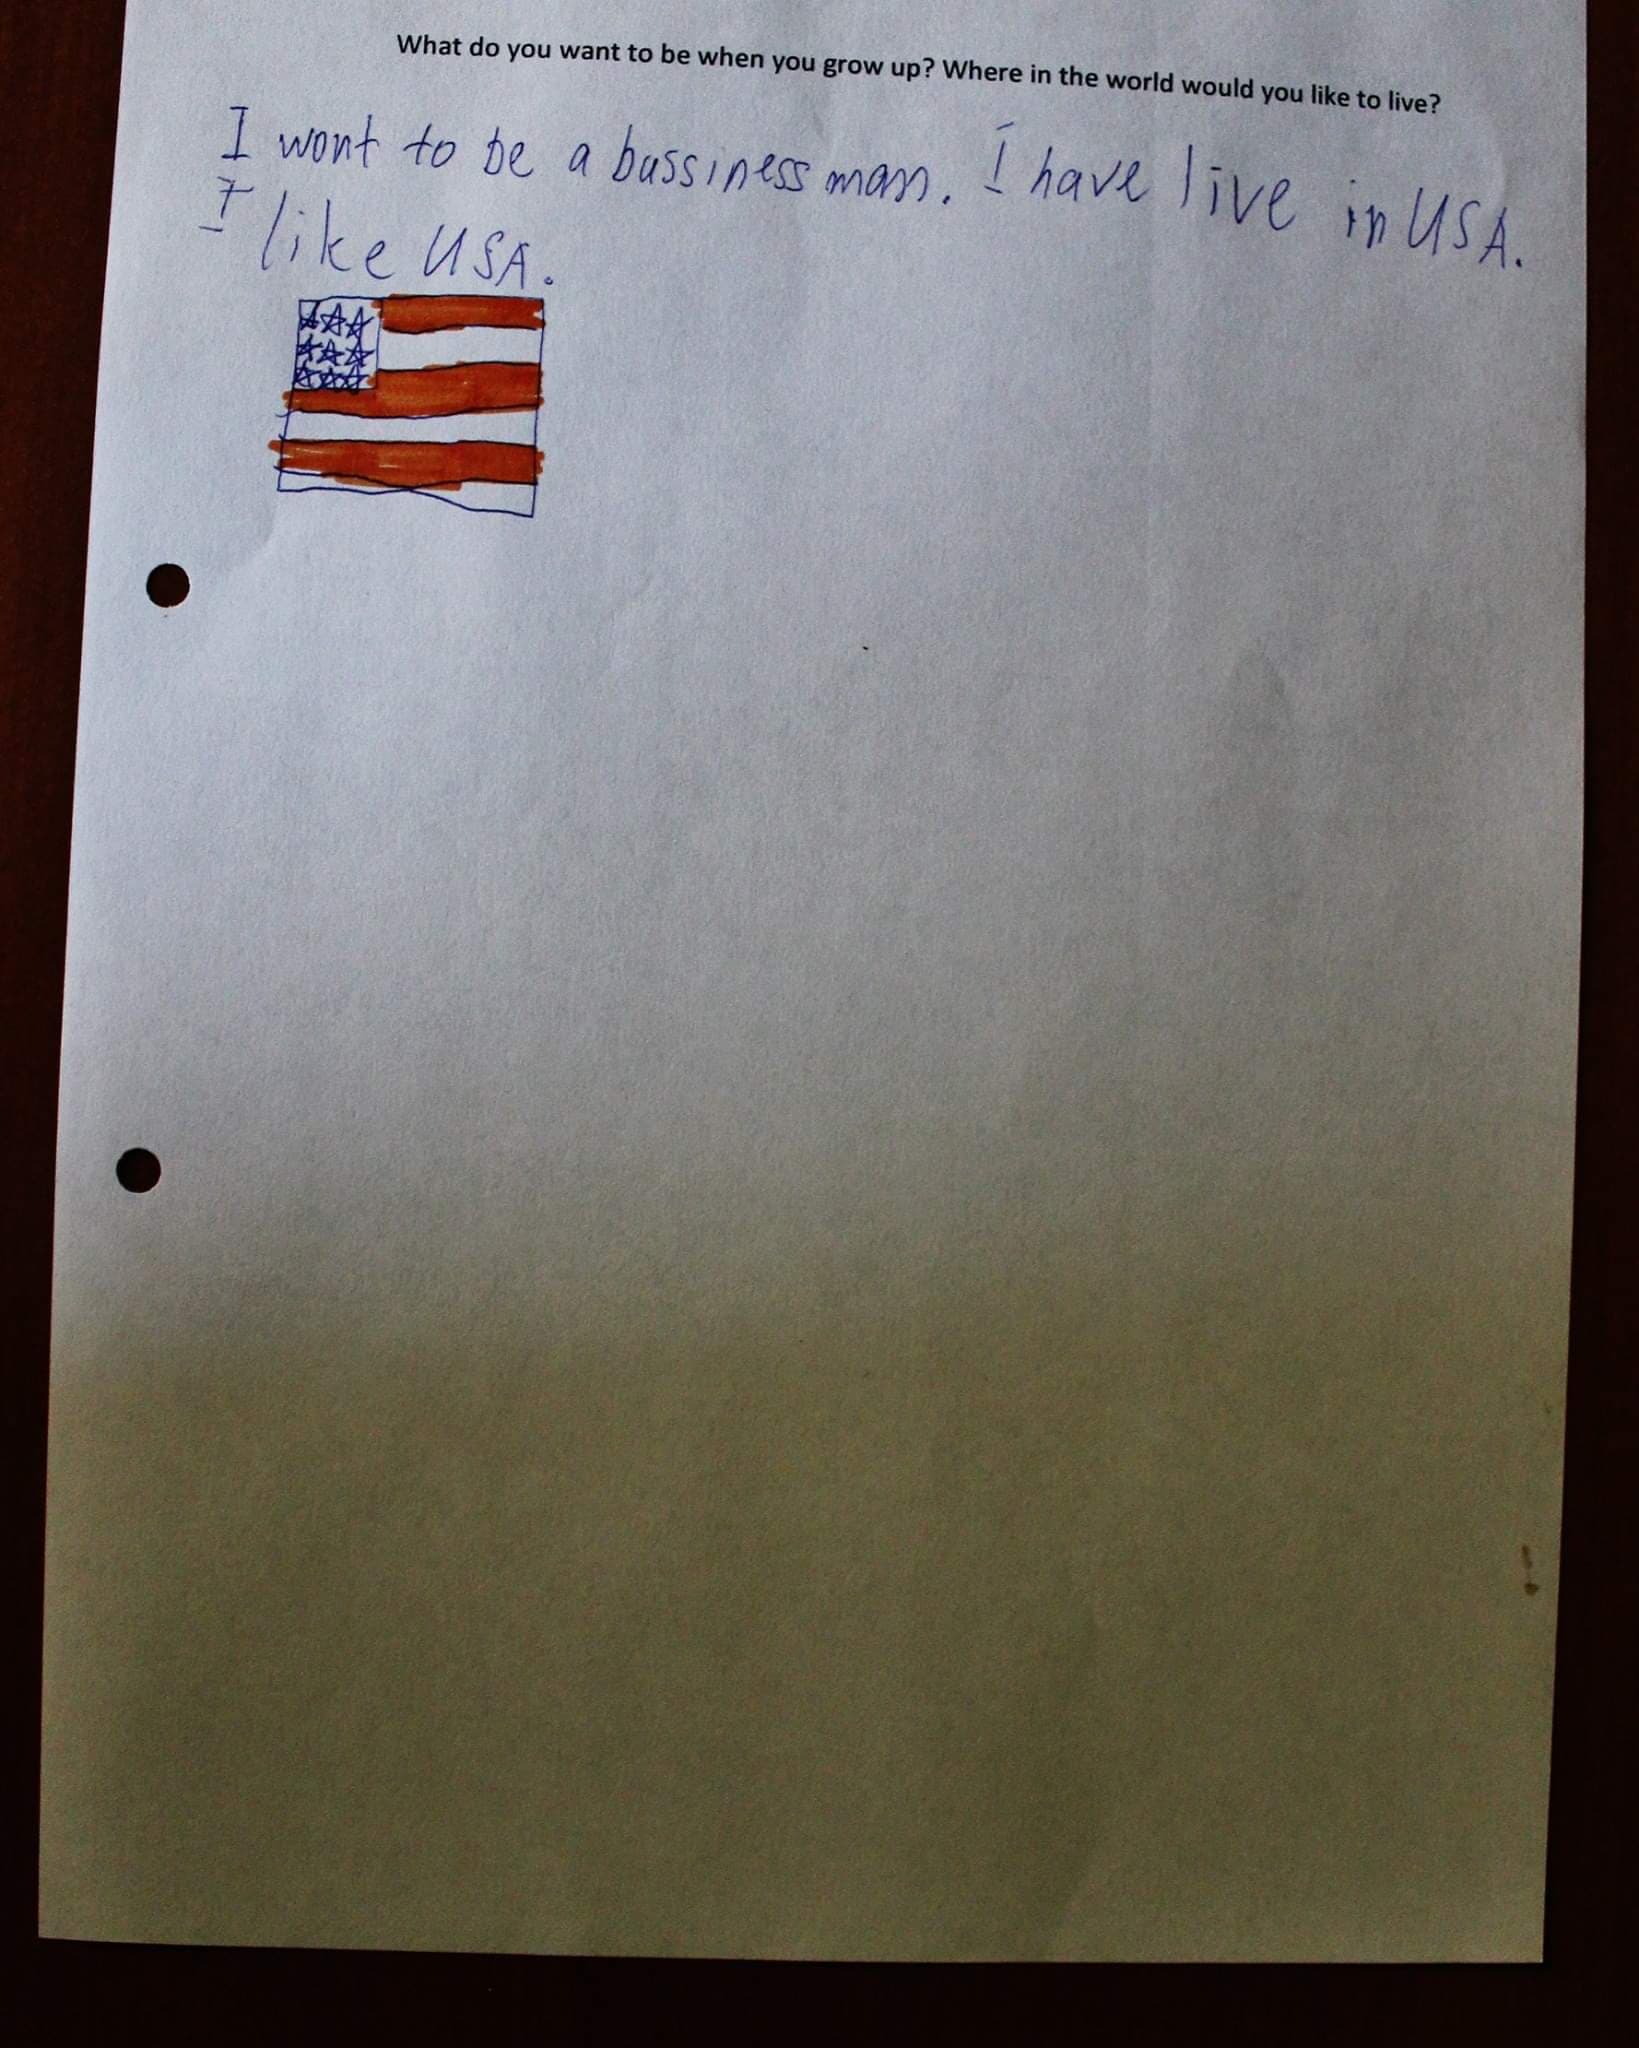 What do you want to be when you grow up? Where in the world would you like to live?
I wont to be a bussiness man. I have live in USA.
I like USA.